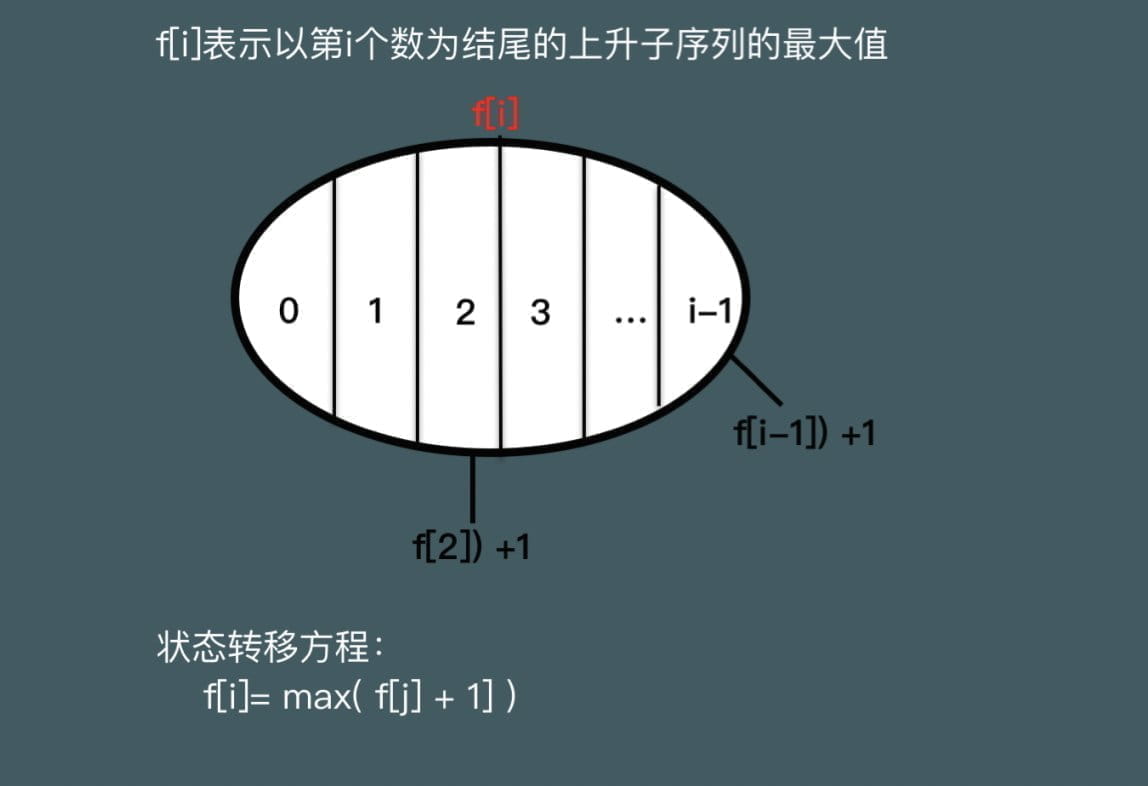 f[i]表示以第i个数为结尾的上升子序列的最大值
f[i]
0 1 2 3 ... i-1
f[i-1]) +1
f[2]) +1
状态转移方程：
f[i]= max( f[j] + 1] )